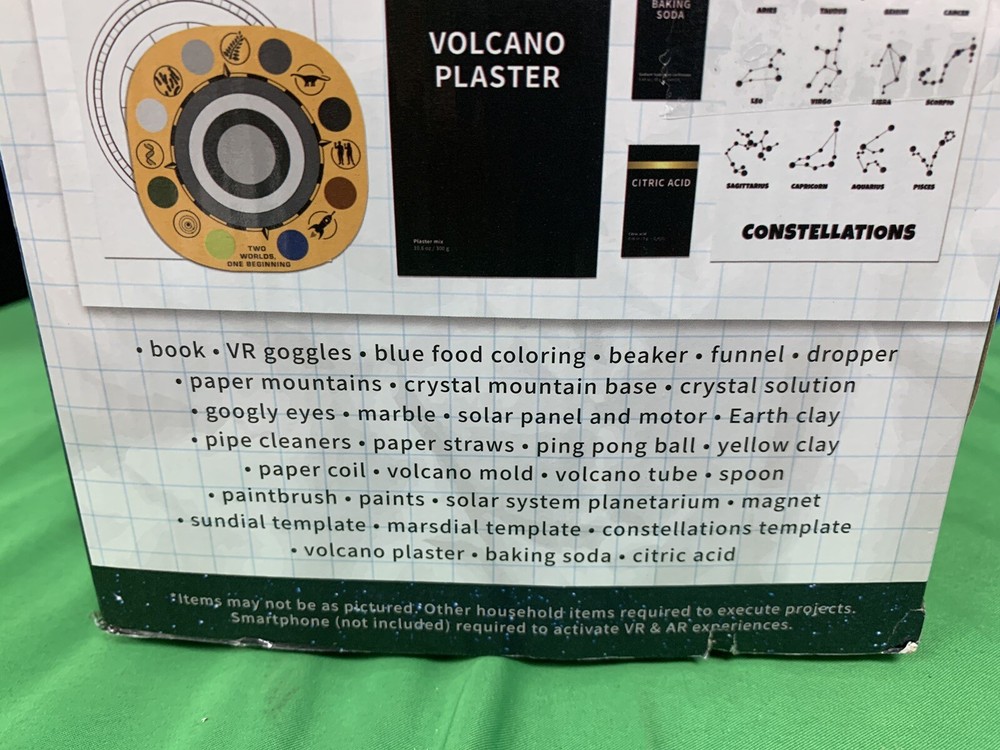 BAKING
SODA
ARIES TAURUS GEMINI CANCER
VOLCANO
PLASTER
LEO VIRGO LIBRA SCORPIO
CITRIC ACID
SAGITTARIUS CAPRICORN AQUARIUS PISCES
CONSTELLATIONS
Plaster mix
TWO
WORLDS,
ONE BEGINNING
• book • VR goggles • blue food coloring • beaker • funnel • dropper
• paper mountains • crystal mountain base • crystal solution
• googly eyes • marble • solar panel and motor • Earth clay
• pipe cleaners • paper straws • ping pong ball • yellow clay
• paper coil • volcano mold • volcano tube • spoon
• paintbrush • paints • solar system planetarium • magnet
• sundial template • marsdial template • constellations template
• volcano plaster • baking soda • citric acid
*Items may not be as pictured. Other household items required to execute projects.
Smartphone (not included) required to activate VR & AR experiences.